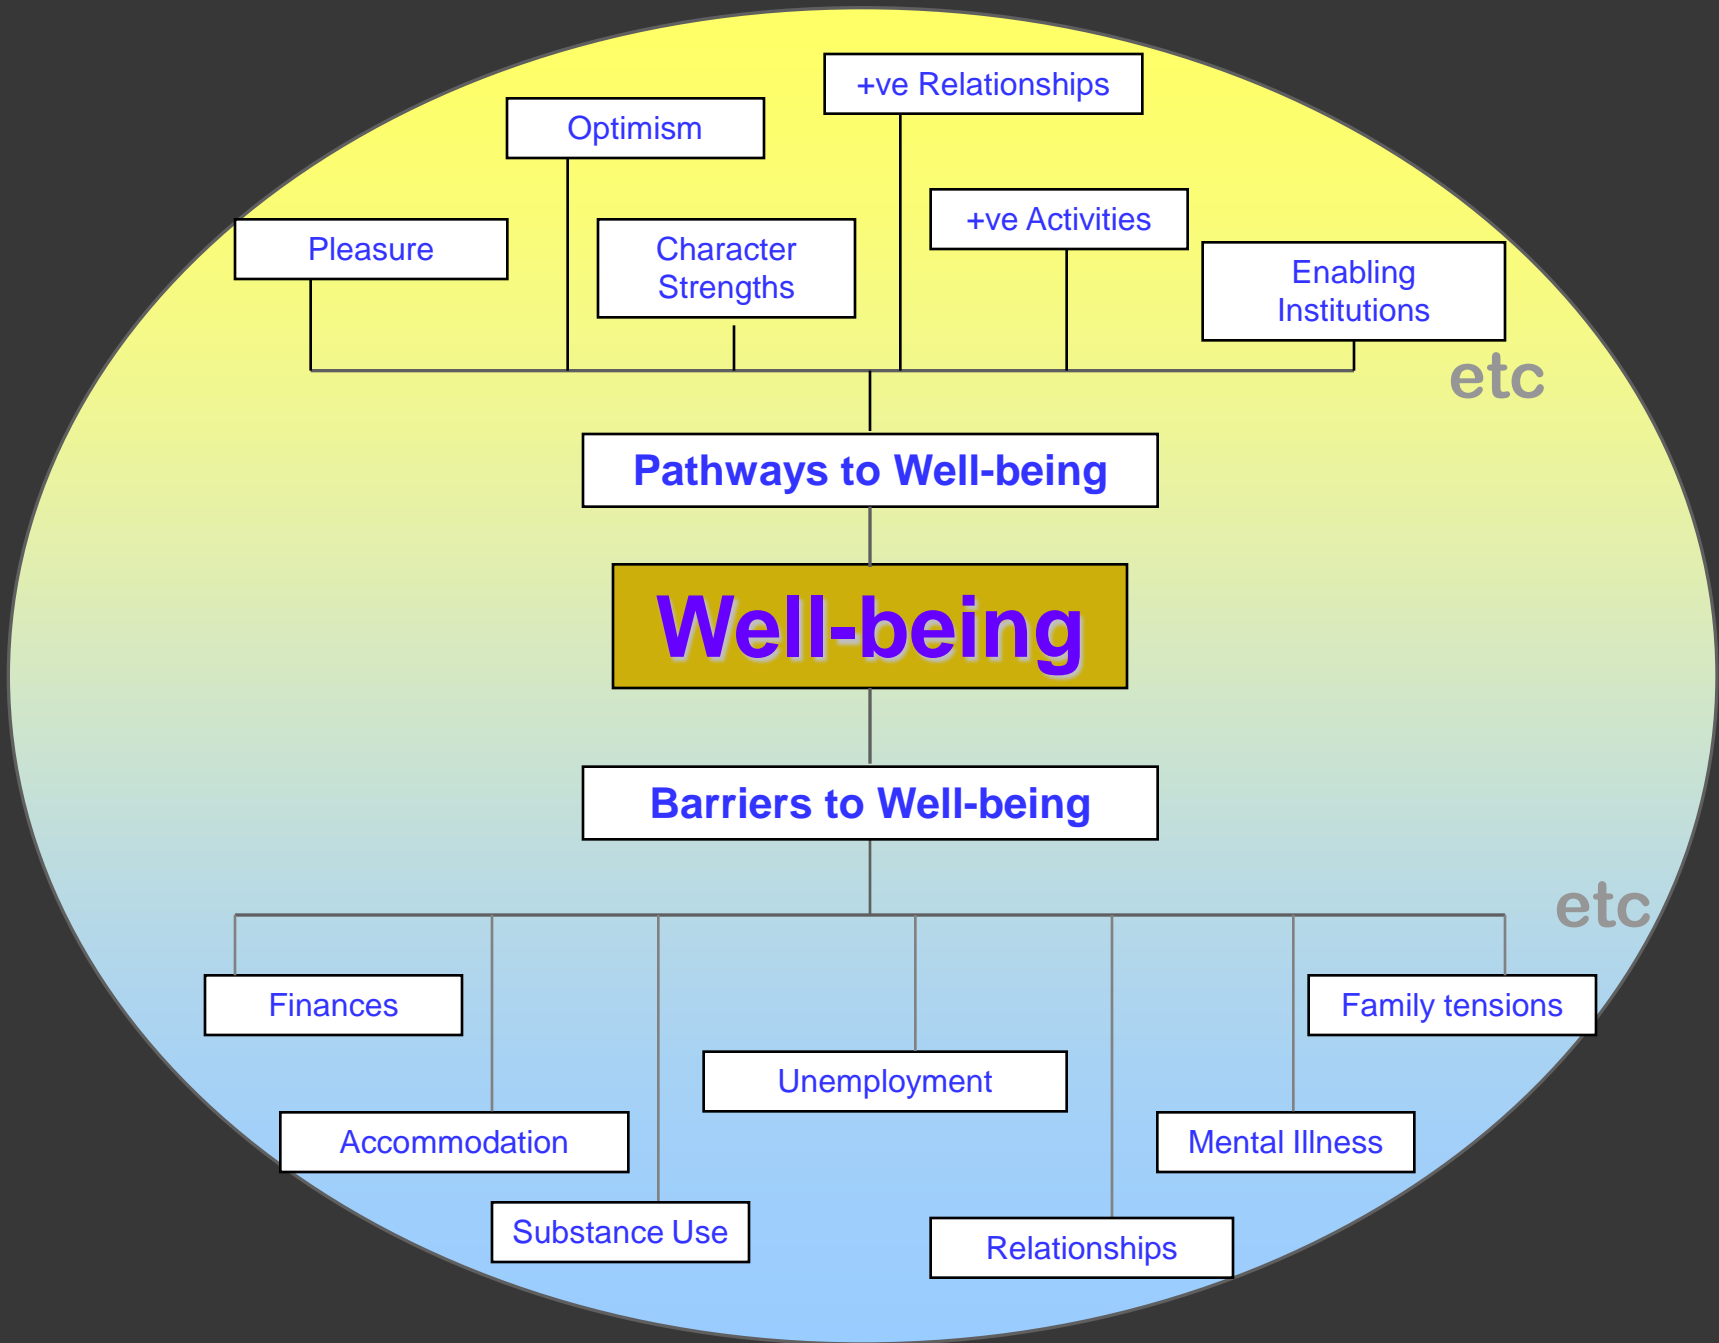 +ve Relationships
Optimism
Pleasure
Character
Strengths
+ve Activities
Enabling
Institutions
etc
Pathways to Well-being
Well-being
Barriers to Well-being
etc
Finances
Family tensions
Unemployment
Accommodation
Mental Illness
Substance Use
Relationships